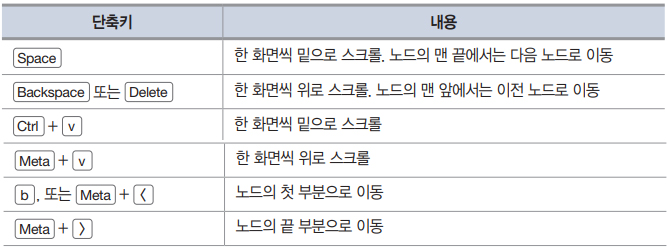 단축키 내용
Space 한 화면씩 밑으로 스크롤. 노드의 맨 끝에서는 다음 노드로 이동
Backspace 또는 Delete 한 화면씩 위로 스크롤. 노드의 맨 앞에서는 이전 노드로 이동
Ctrl + v 한 화면씩 밑으로 스크롤
Meta + v 한 화면씩 위로 스크롤
b , 또는 Meta + 〈 노드의 첫 부분으로 이동
Meta + 〉 노드의 끝 부분으로 이동